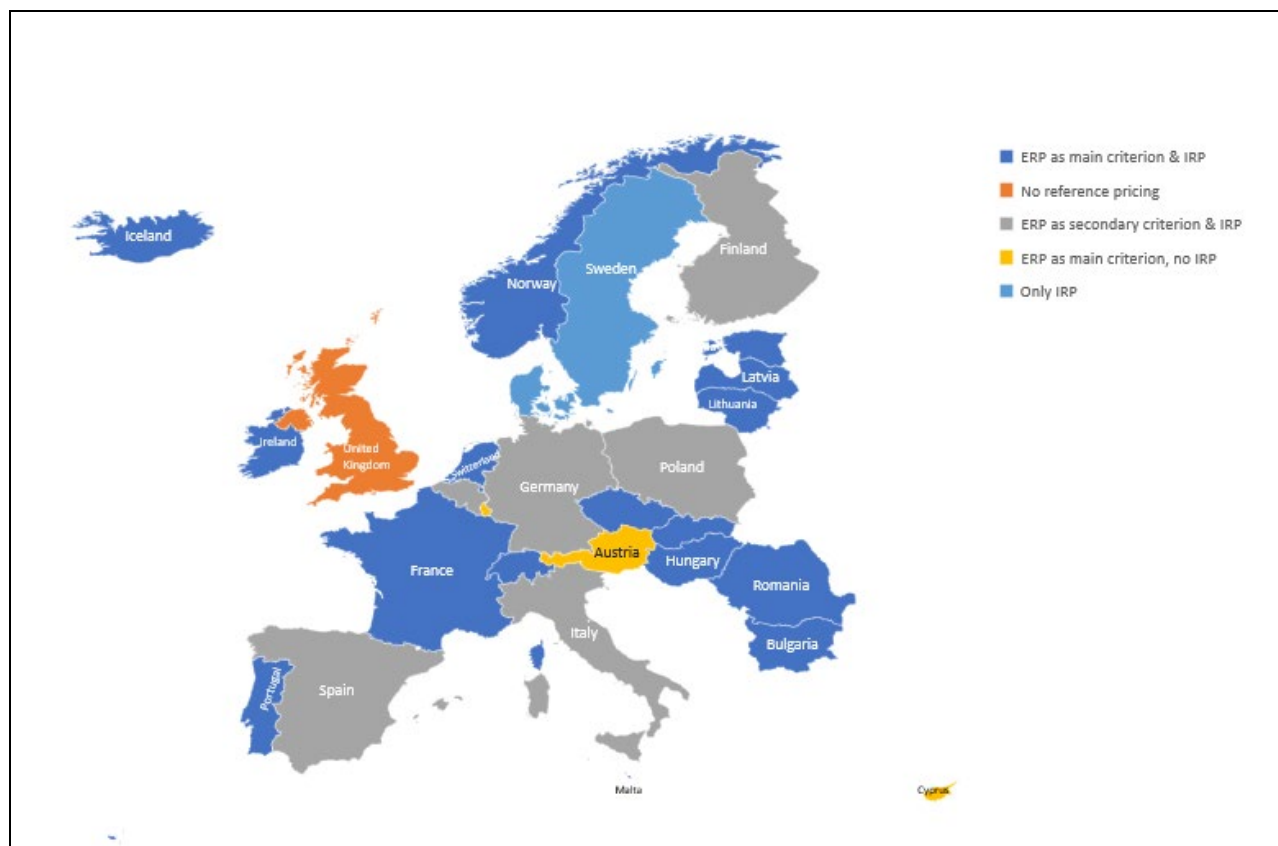 ERP as main criterion & IRP
No reference pricing
ERP as secondary criterion & IRP
ERP as main criterion, no IRP
Only IRP
Iceland
Finland
Sweden
Norway
Latvia
Lithuania
Ireland
United
Kingdom
Switzerland
Poland
Germany
Austria
Hungary
France
Romania
Italy
Bulgaria
Portugal
Spain
Malta
Cyprus